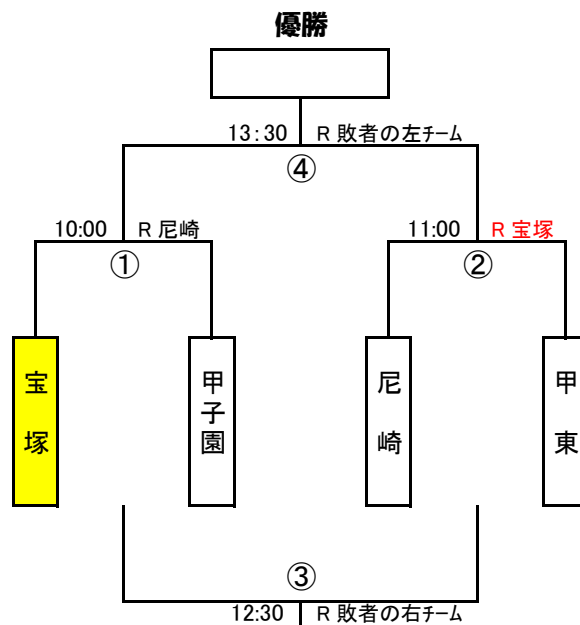 優勝
13:30 R 敗者の左ﾁｰﾑ
④
10:00 R 尼崎
①
11:00 R 宝塚
②
宝塚
甲子園
尼崎
甲東
③
12:30 R 敗者の右ﾁｰﾑ